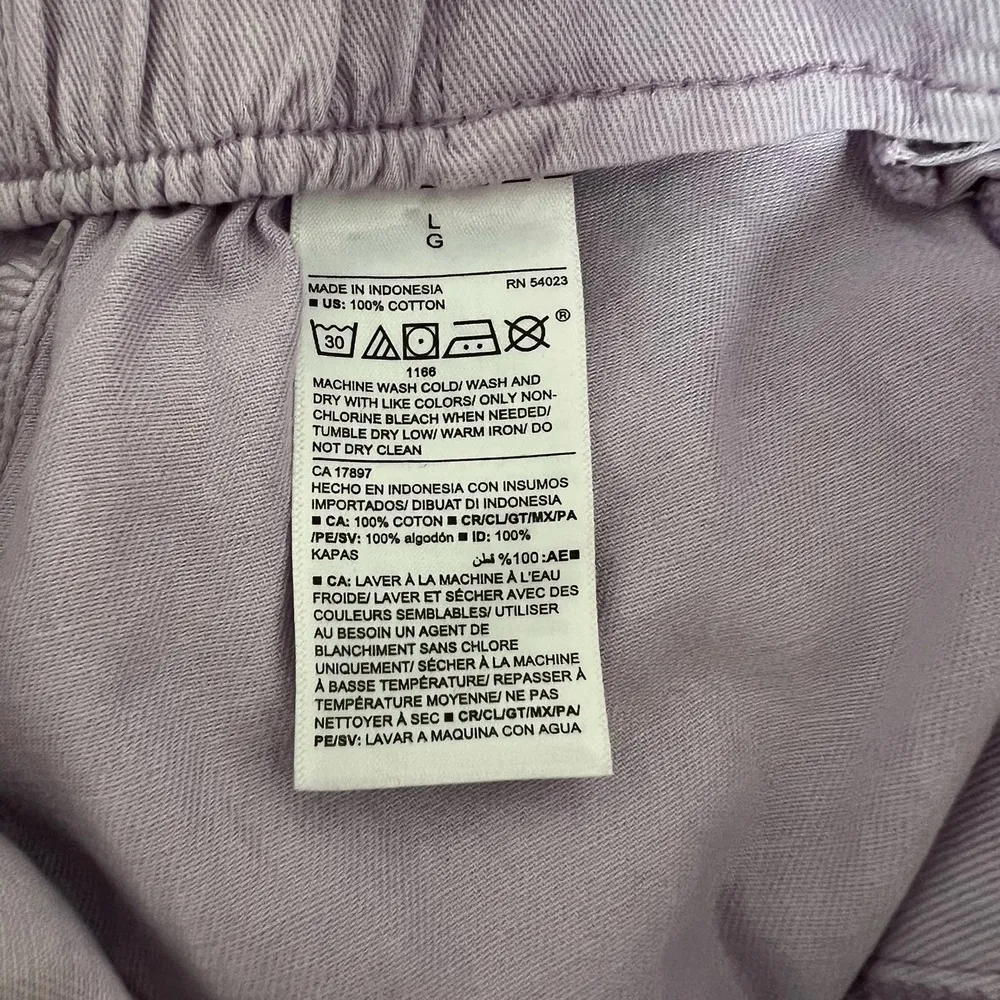 L
G
MADE IN INDONESIA RN 54023
■ US: 100% COTTON
30 ®
1166
MACHINE WASH COLD/ WASH AND
DRY WITH LIKE COLORS/ ONLY NON-
CHLORINE BLEACH WHEN NEEDED/
TUMBLE DRY LOW/ WARM IRON/ DO
NOT DRY CLEAN
CA 17897
HECHO EN INDONESIA CON INSUMOS
IMPORTADOS/ DIBUAT DI INDONESIA
■ CA: 100% COTON ■ CR/CL/GT/MX/PA
/PE/SV: 100% algodón ■ ID: 100%
KAPAS ■AE: 100% قطن
■ CA: LAVER À LA MACHINE À L'EAU
FROIDE/ LAVER ET SÉCHER AVEC DES
COULEURS SEMBLABLES/ UTILISER
AU BESOIN UN AGENT DE
BLANCHIMENT SANS CHLORE
UNIQUEMENT/ SÉCHER À LA MACHINE
À BASSE TEMPÉRATURE/ REPASSER À
TEMPÉRATURE MOYENNE/ NE PAS
NETTOYER À SEC ■ CR/CL/GT/MX/PA/
PE/SV: LAVAR A MAQUINA CON AGUA